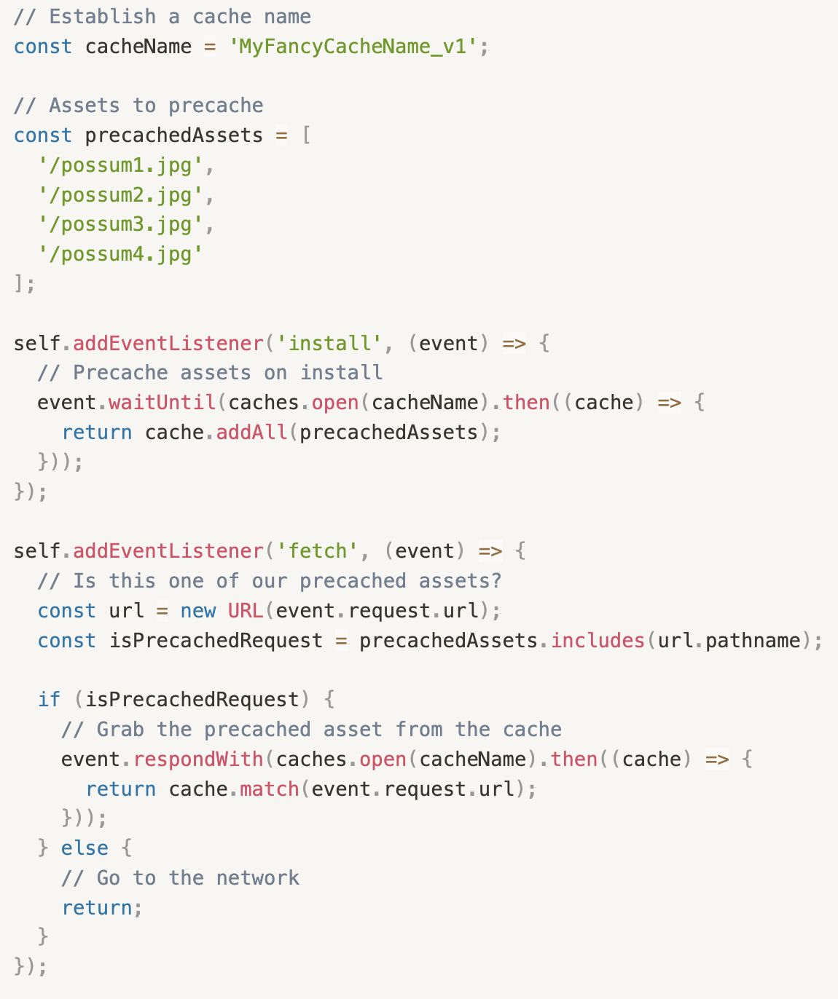 // Establish a cache name
const cacheName = 'MyFancyCacheName_v1';

// Assets to precache
const precachedAssets = [
  '/possum1.jpg',
  '/possum2.jpg',
  '/possum3.jpg',
  '/possum4.jpg'
];

self.addEventListener('install', (event) => {
  // Precache assets on install
  event.waitUntil(caches.open(cacheName).then((cache) => {
    return cache.addAll(precachedAssets);
  }));
});

self.addEventListener('fetch', (event) => {
  // Is this one of our precached assets?
  const url = new URL(event.request.url);
  const isPrecachedRequest = precachedAssets.includes(url.pathname);

  if (isPrecachedRequest) {
    // Grab the precached asset from the cache
    event.respondWith(caches.open(cacheName).then((cache) => {
      return cache.match(event.request.url);
    }));
  } else {
    // Go to the network
    return;
  }
});